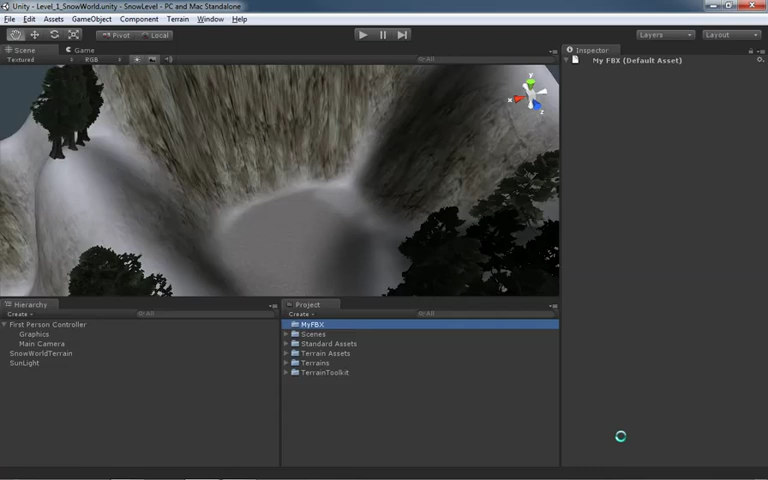 Unity - Level_1_SnowWorld.unity - SnowLevel - PC and Mac Standalone
File Edit Assets GameObject Component Terrain Window Help
Pivot Local Layers Layout
Scene Game
Textured RGB All
y
x
z
Inspector
My FBX (Default Asset)
Hierarchy
Create All
First Person Controller
Graphics
Main Camera
SnowWorldTerrain
SunLight
Project
Create All
MyFBX
Scenes
Standard Assets
Terrain Assets
Terrains
TerrainToolkit